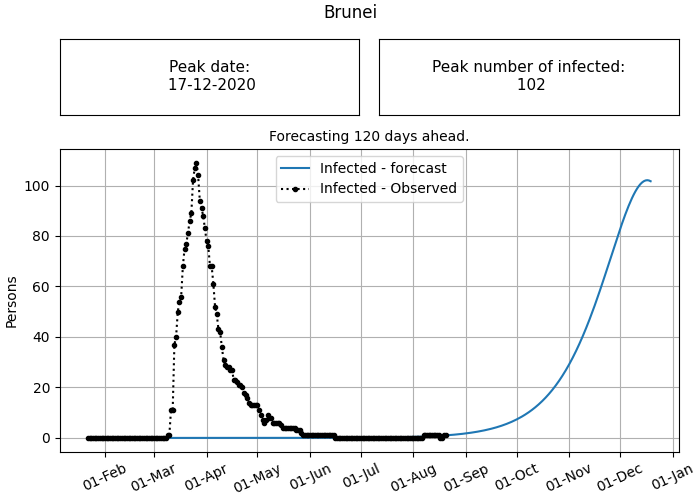 Brunei
Peak date:
17-12-2020
Peak number of infected:
102
Forecasting 120 days ahead.
Infected - forecast
Infected - Observed
Persons
100
80
60
40
20
0
01-Feb
01-Mar
01-Apr
01-May
01-Jun
01-Jul
01-Aug
01-Sep
01-Oct
01-Nov
01-Dec
01-Jan